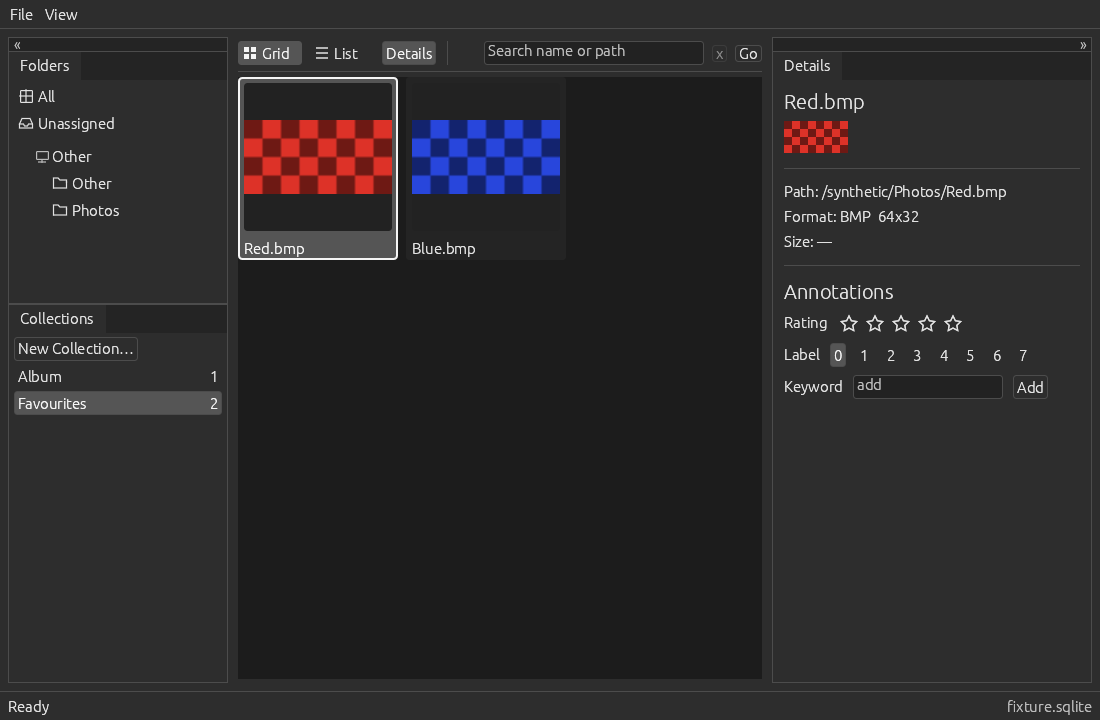 File View
«
Folders
All
Unassigned
Other
Other
Photos
Collections
New Collection...
Album 1
Favourites 2
Grid List Details Search name or path x Go
Red.bmp Blue.bmp
»
Details
Red.bmp
Path: /synthetic/Photos/Red.bmp
Format: BMP 64x32
Size: —
Annotations
Rating
Label 0 1 2 3 4 5 6 7
Keyword add Add
Ready fixture.sqlite